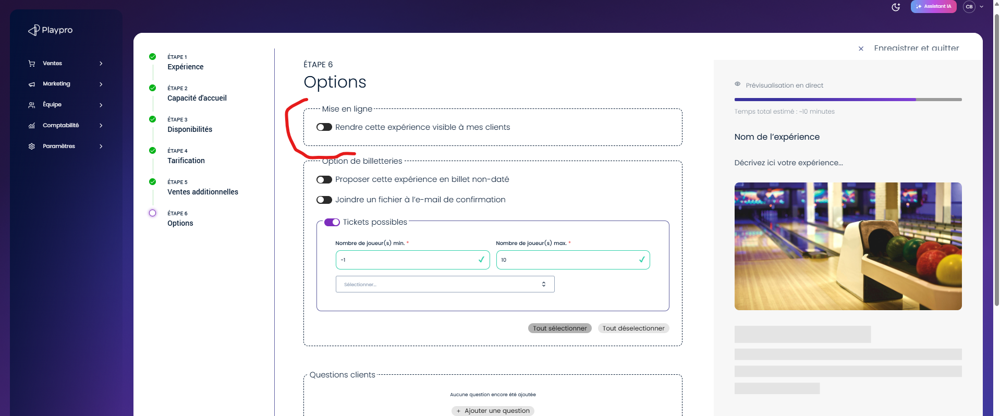 Assistant IA
CB
Playpro
Ventes
Marketing
Équipe
Comptabilité
Paramètres
ÉTAPE 1
Expérience
ÉTAPE 2
Capacité d'accueil
ÉTAPE 3
Disponibilités
ÉTAPE 4
Tarification
ÉTAPE 5
Ventes additionnelles
ÉTAPE 6
Options
Enregistrer et quitter
ÉTAPE 6
Options
Mise en ligne
Rendre cette expérience visible à mes clients
Option de billetteries
Proposer cette expérience en billet non-daté
Joindre un fichier à l'e-mail de confirmation
Tickets possibles
Nombre de joueur(s) min. *
Nombre de joueur(s) max. *
-1
10
Sélectionner...
Tout sélectionner
Tout déselectionner
Questions clients
Aucune question encore été ajoutée
+ Ajouter une question
Prévisualisation en direct
Temps total estimé : ~10 minutes
Nom de l'expérience
Décrivez ici votre expérience...